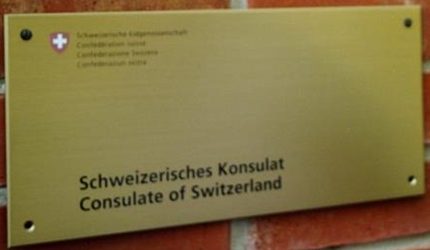 Schweizerische Eidgenossenschaft
Confédération suisse
Confederazione Svizzera
Confederaziun svizra
Schweizerisches Konsulat
Consulate of Switzerland